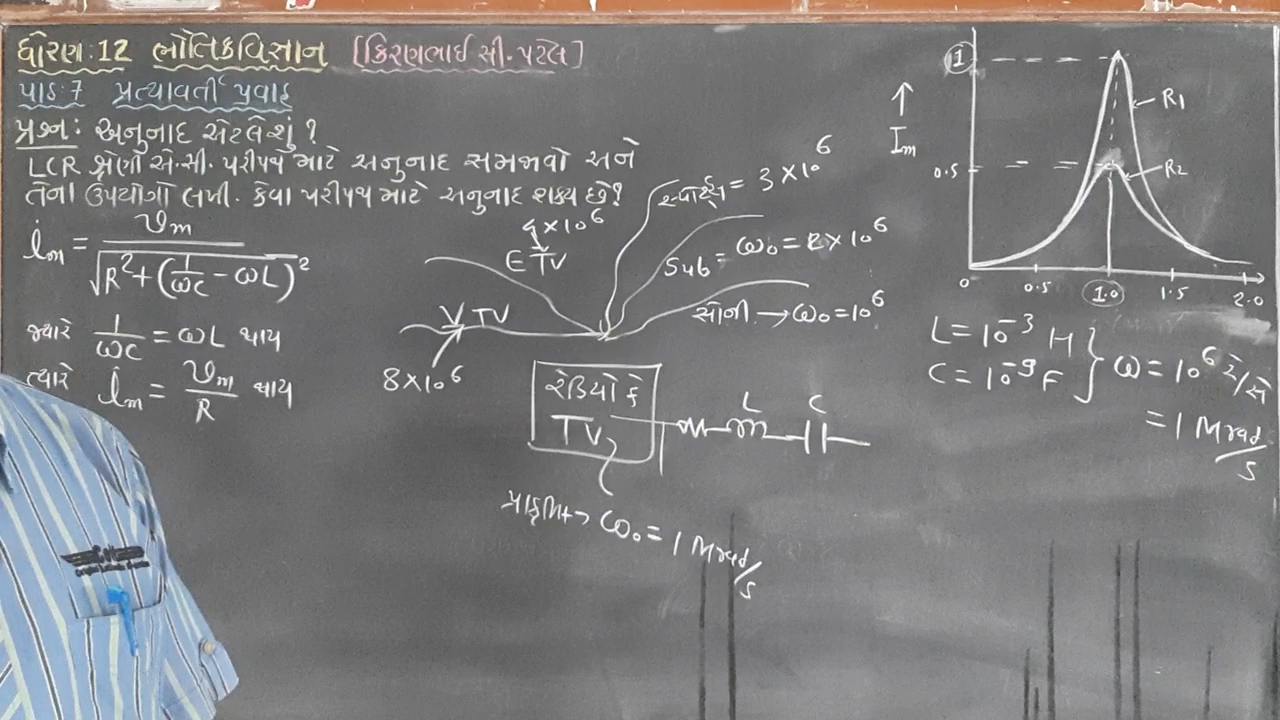 ધોરણ:12 ભૌતિકવિજ્ઞાન [કિરણભાઈ સી. પટેલ]
પાઠ:7 પ્રત્યાવર્તી પ્રવાહ
પ્રશ્ન: અનુનાદ એટલે શું ?
LCR શ્રેણી એ.સી. પરીપથ માટે અનુનાદ સમજાવો અને
તેના ઉપયોગો લખી. કેવા પરીપથ માટે અનુનાદ શક્ય છે?
im = vm / √R² + (1/ωC - ωL)²
જ્યારે 1/ωC = ωL થાય
ત્યારે im = vm/R થાય
= 3×10⁶
4×10⁶
ETV
Sub - ω₀ = 2×10⁶
VTV
સોની → ω₀ = 10⁶
8×10⁶
રેડિયો કે
TV
L C
ω₀ = 1 Mrad/s
↑
Im
1
0.5
R1
R2
0 0.5 1.0 1.5 2.0
L = 10⁻³ H
C = 10⁻⁹ F
} ω = 10⁶ રે/સે
= 1 Mrad/s